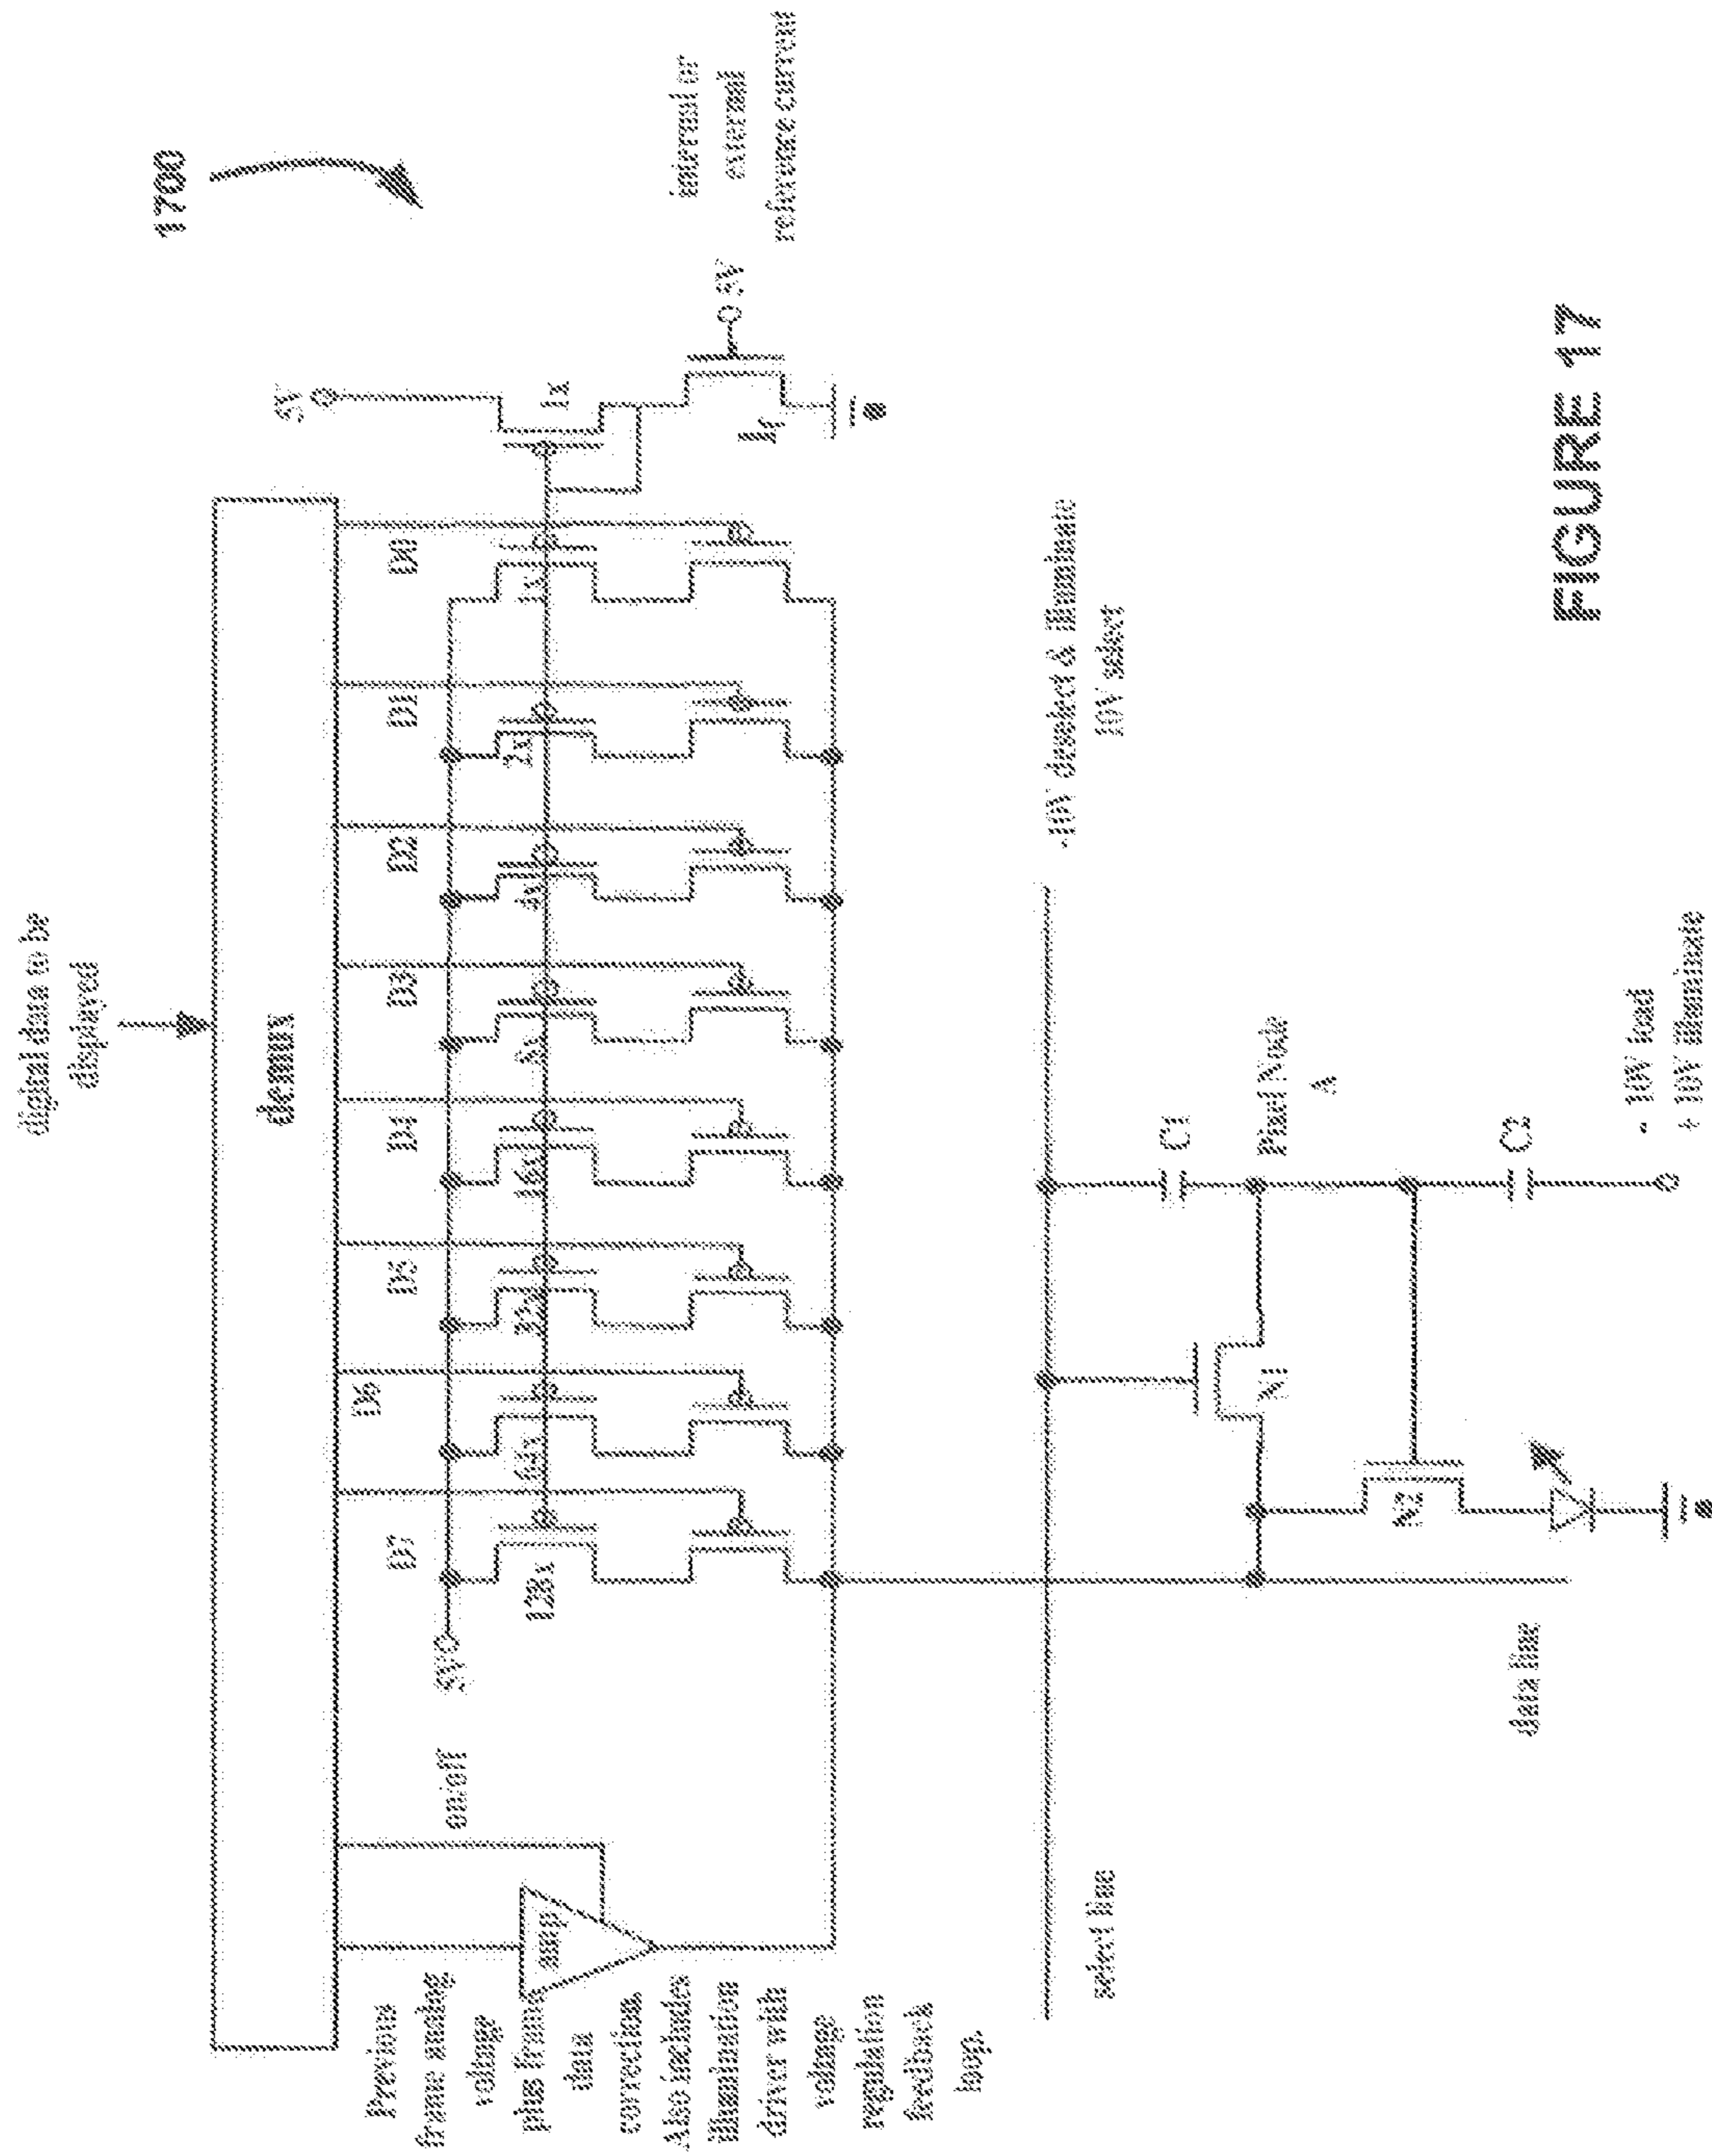 1700
digital data to be
displayed
demux
internal or
external
reference current
5V
5V
1x
Ir
D7
D6
D5
D4
D3
D2
D1
D0
5V
128x
64x
32x
16x
8x
4x
2x
1x
on/off
amp
Previous
frame analog
voltage
plus frame
data
correction.
Also includes
illumination
driver with
voltage
regulation
feedback
loop.
-10V deselect & illuminate
10V select
select line
C1
Pixel Node
A
N1
N2
C2
- 10V load
+ 10V illuminate
data line
FIGURE 17